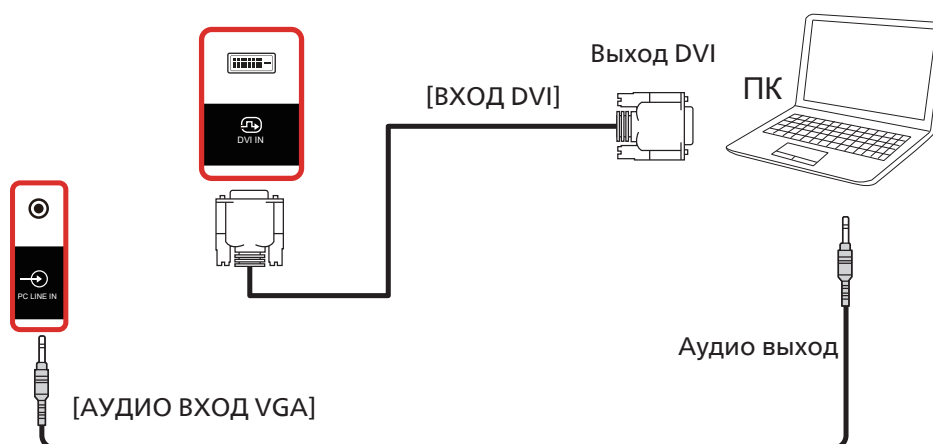 Выход DVI
[ВХОД DVI]
ПК
DVI IN
PC LINE IN
Аудио выход
[АУДИО ВХОД VGA]